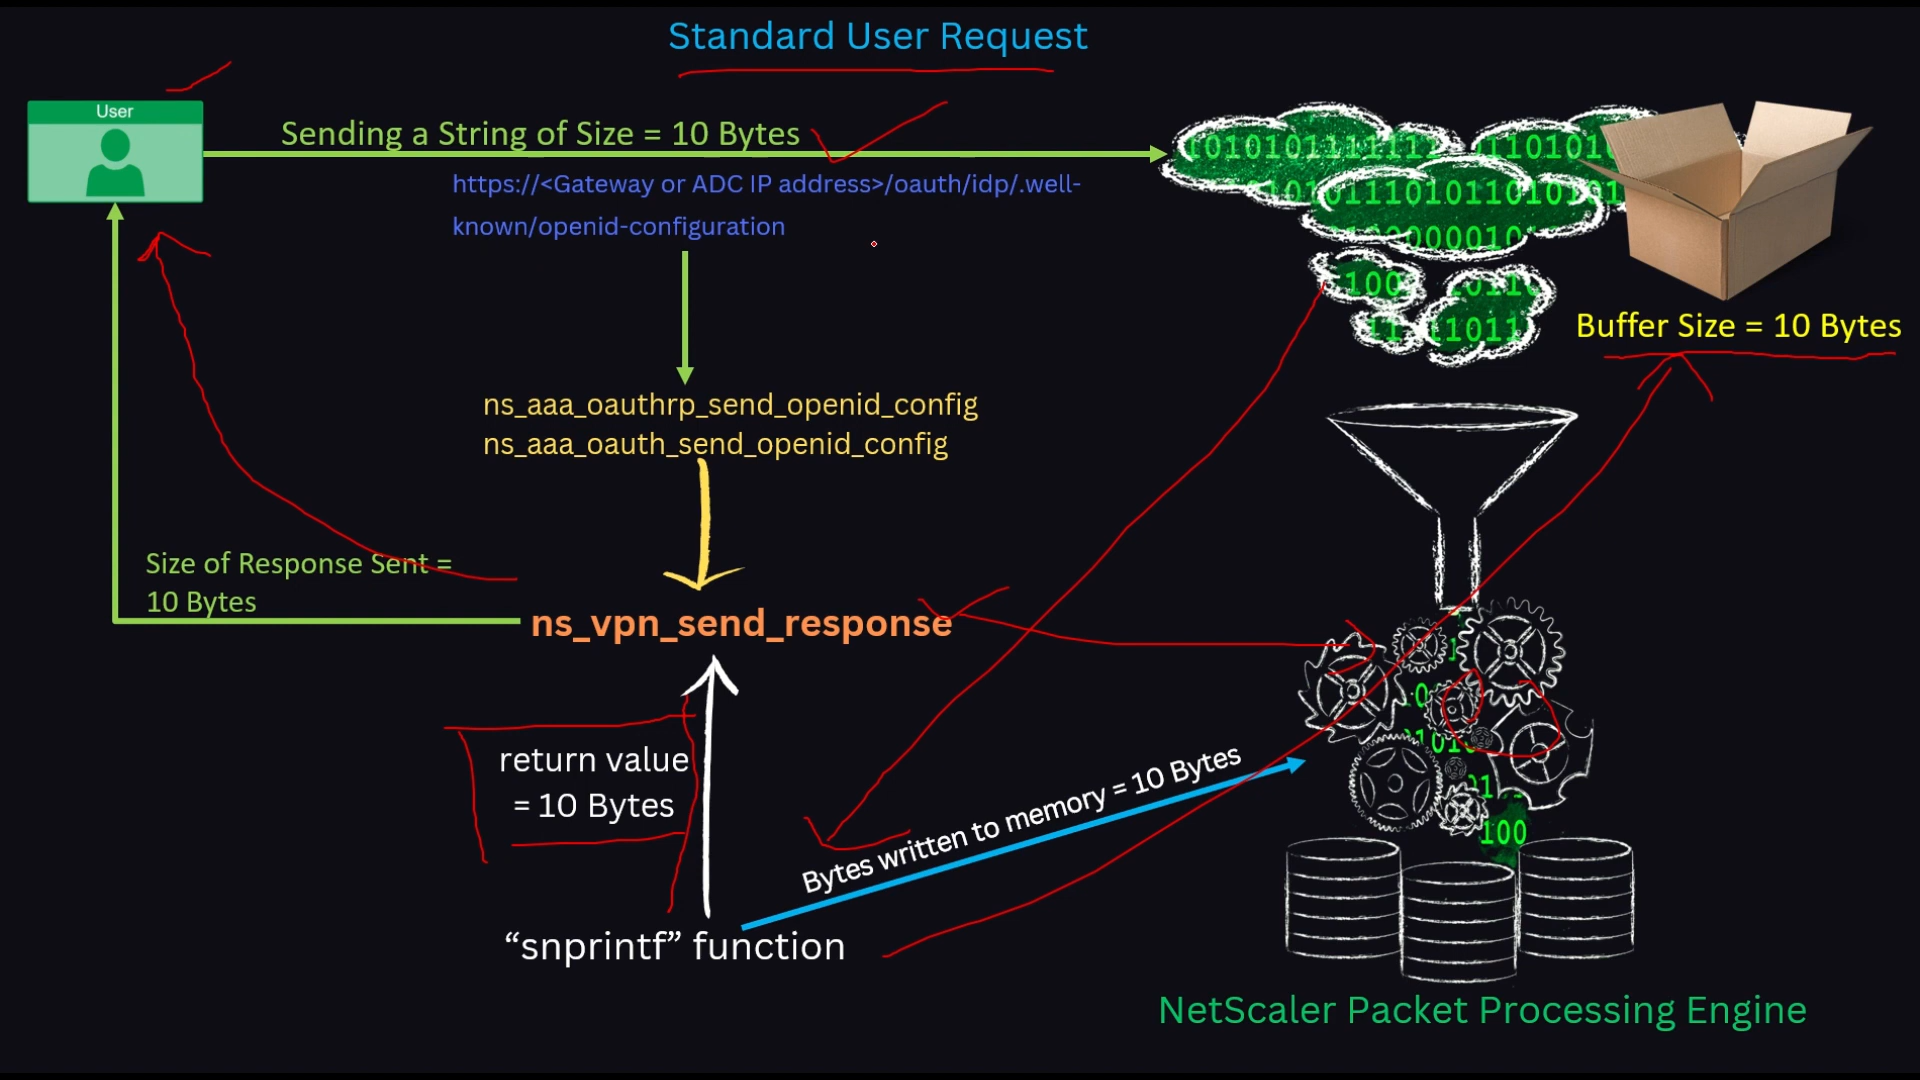 Standard User Request
User
Sending a String of Size = 10 Bytes
https://<Gateway or ADC IP address>/oauth/idp/.well-
known/openid-configuration
Buffer Size = 10 Bytes
ns_aaa_oauthrp_send_openid_config
ns_aaa_oauth_send_openid_config
Size of Response Sent =
10 Bytes
ns_vpn_send_response
return value
= 10 Bytes
Bytes written to memory = 10 Bytes
“snprintf” function
100
NetScaler Packet Processing Engine